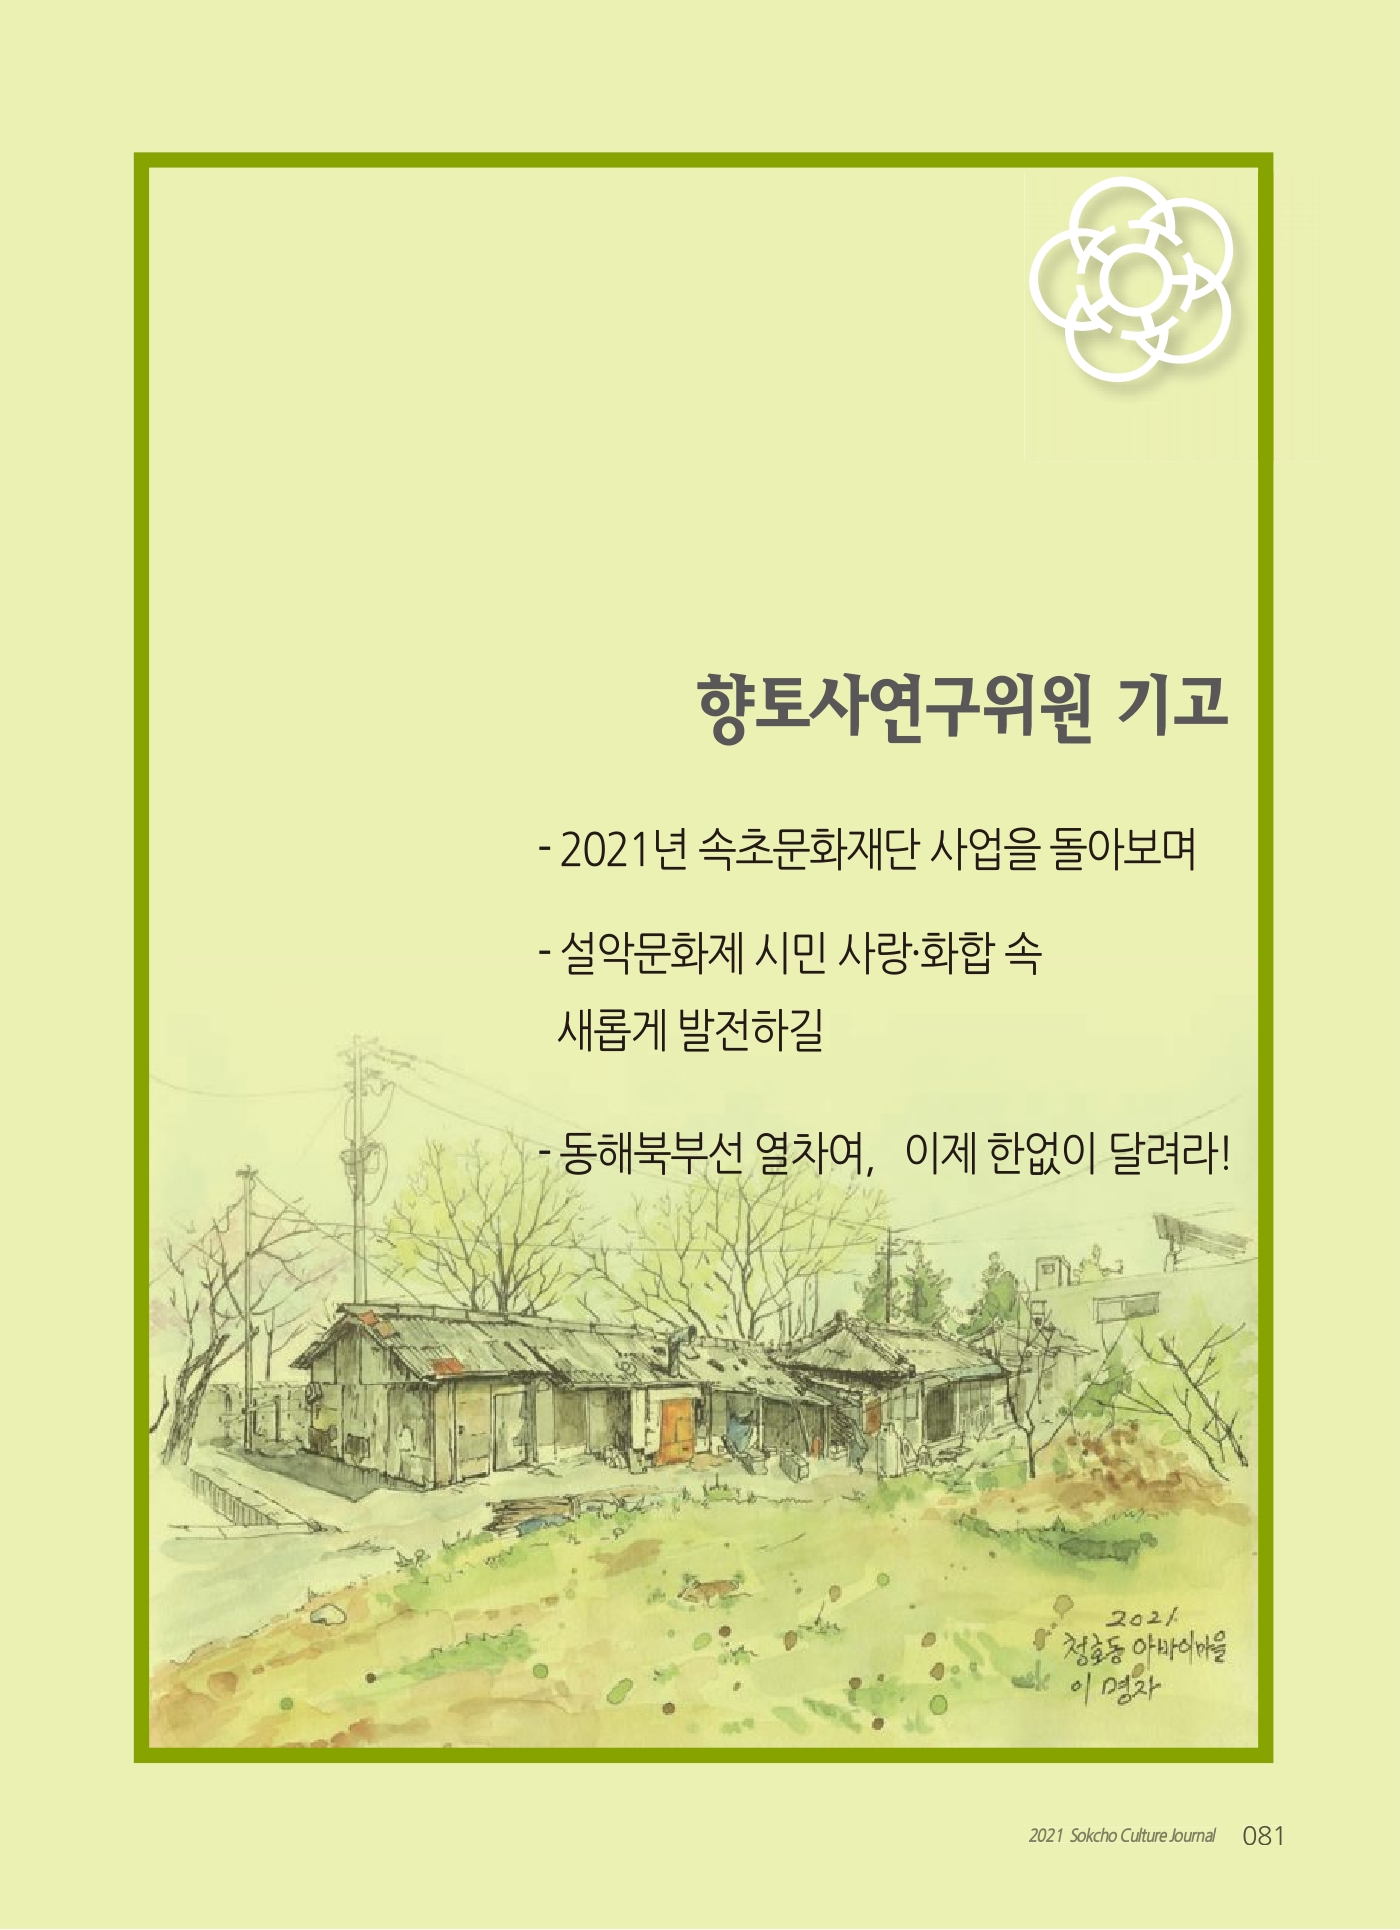 향토사연구위원 기고
- 2021년 속초문화재단 사업을 돌아보며
- 설악문화제 시민 사랑·화합 속
새롭게 발전하길
- 동해북부선 열차여, 이제 한없이 달려라!
2021.
청호동 아바이마을
이 명자
2021 Sokcho Culture Journal 081